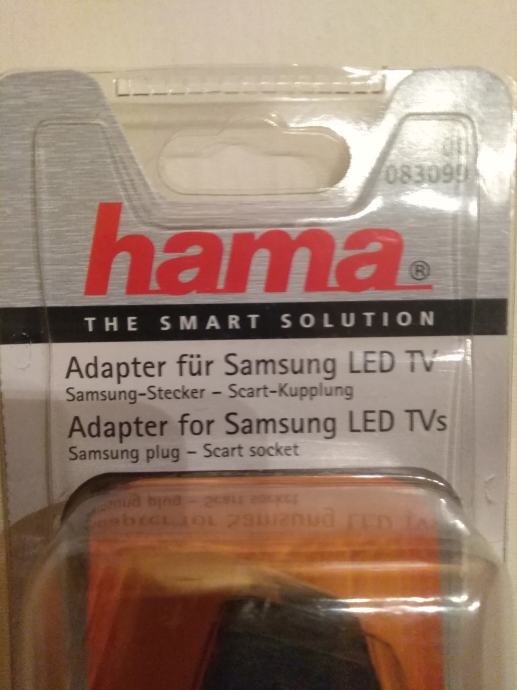 083099
hama®
THE SMART SOLUTION
Adapter für Samsung LED TV
Samsung-Stecker – Scart-Kupplung
Adapter for Samsung LED TVs
Samsung plug – Scart socket